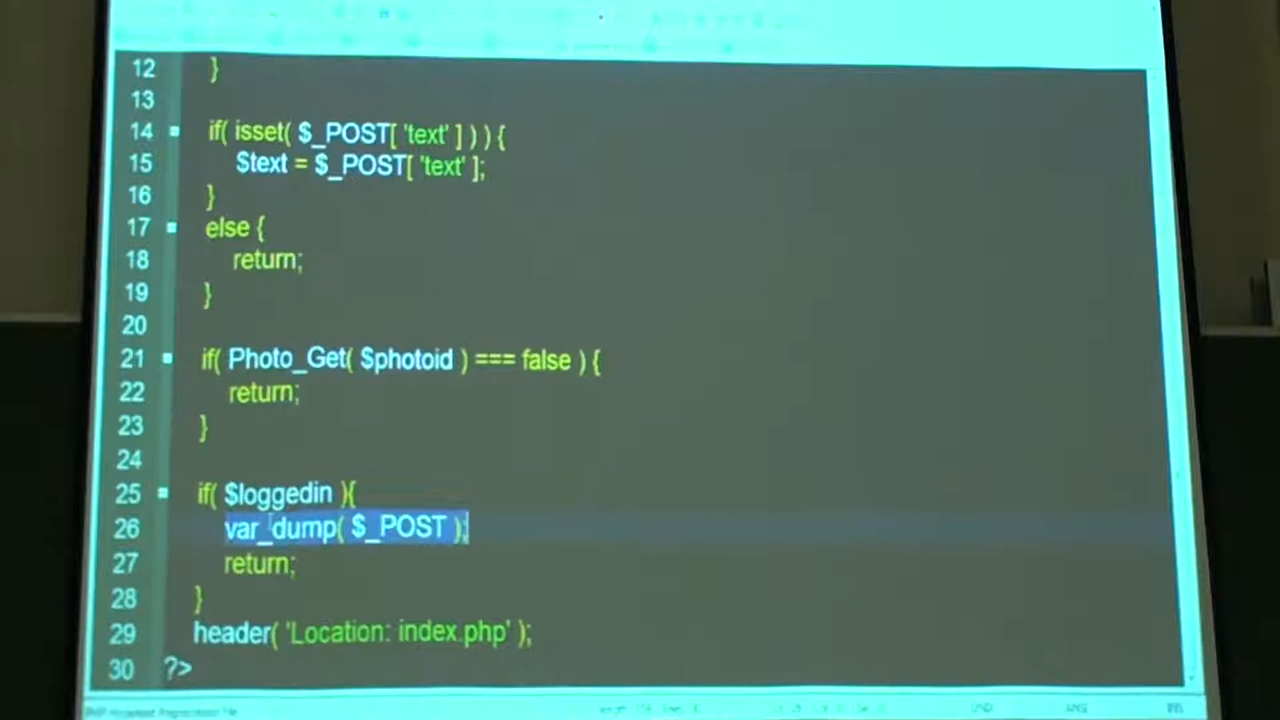 12 }
13
14 if( isset( $_POST[ 'text' ] ) ) {
15 $text = $_POST[ 'text' ];
16 }
17 else {
18 return;
19 }
20
21 if( Photo_Get( $photoid ) === false ) {
22 return;
23 }
24
25 if( $loggedin ){
26 var_dump( $_POST );
27 return;
28 }
29 header( 'Location: index.php' );
30 ?>